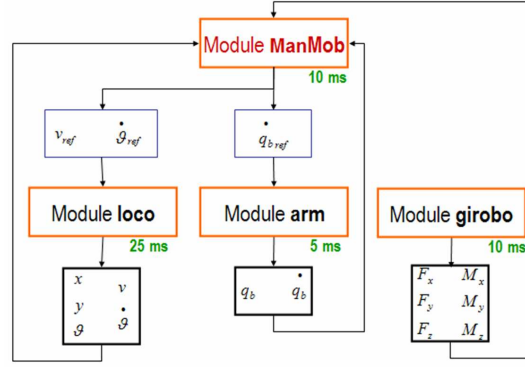 Module ManMob
10 ms
v_ref ϑ̇_ref
q̇_b ref
Module loco
Module arm
Module girobo
25 ms
5 ms
10 ms
x
v
y
ϑ
ϑ̇
q_b q̇_b
F_x M_x
F_y M_y
F_z M_z